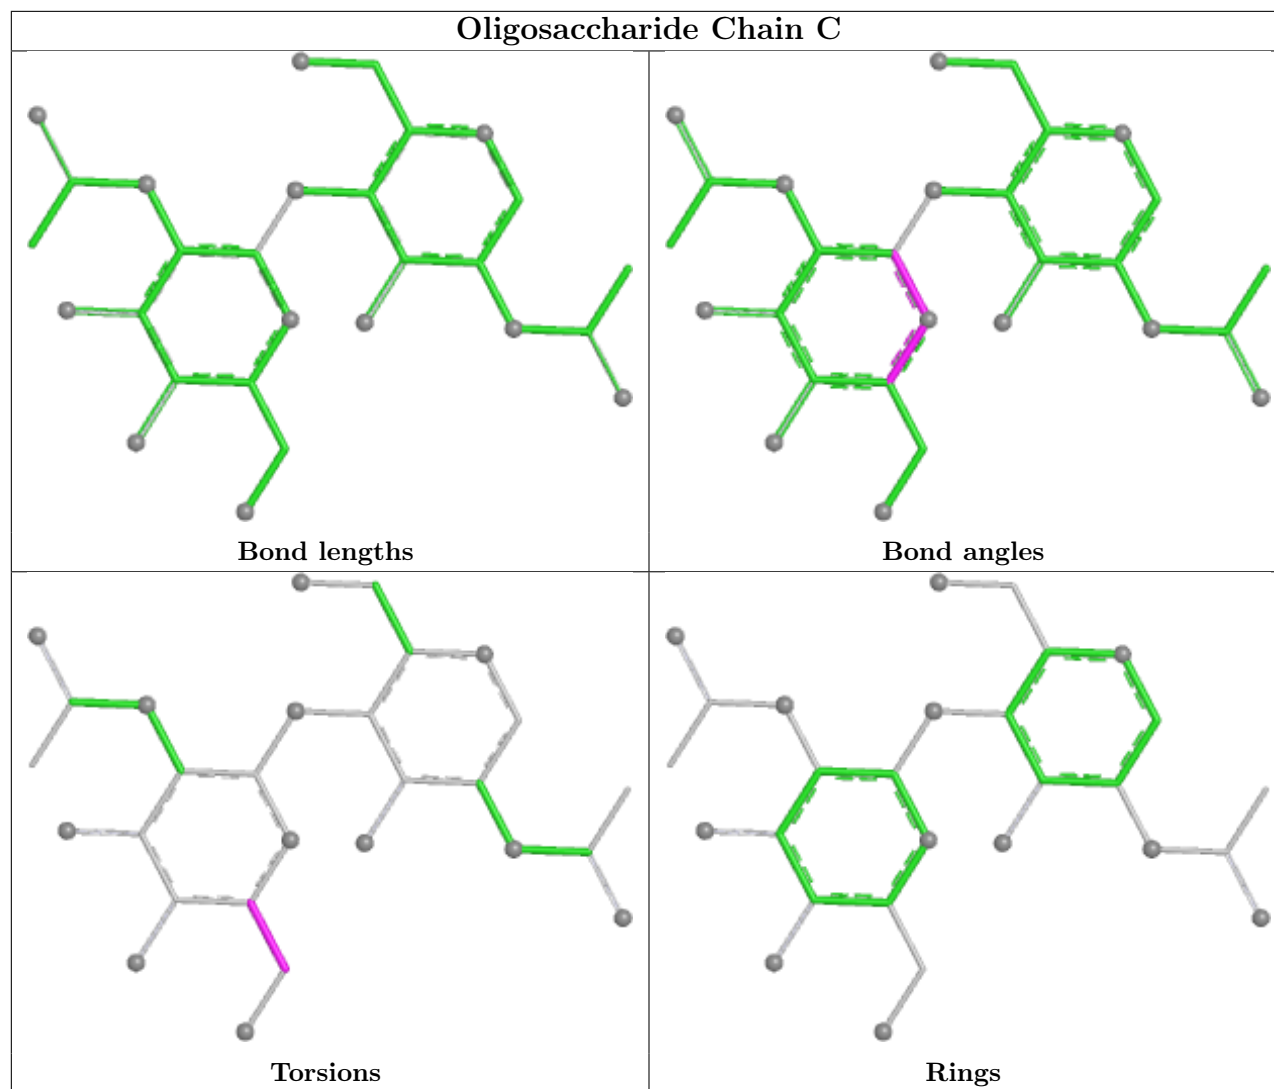 Oligosaccharide Chain C
Bond lengths
Bond angles
Torsions
Rings